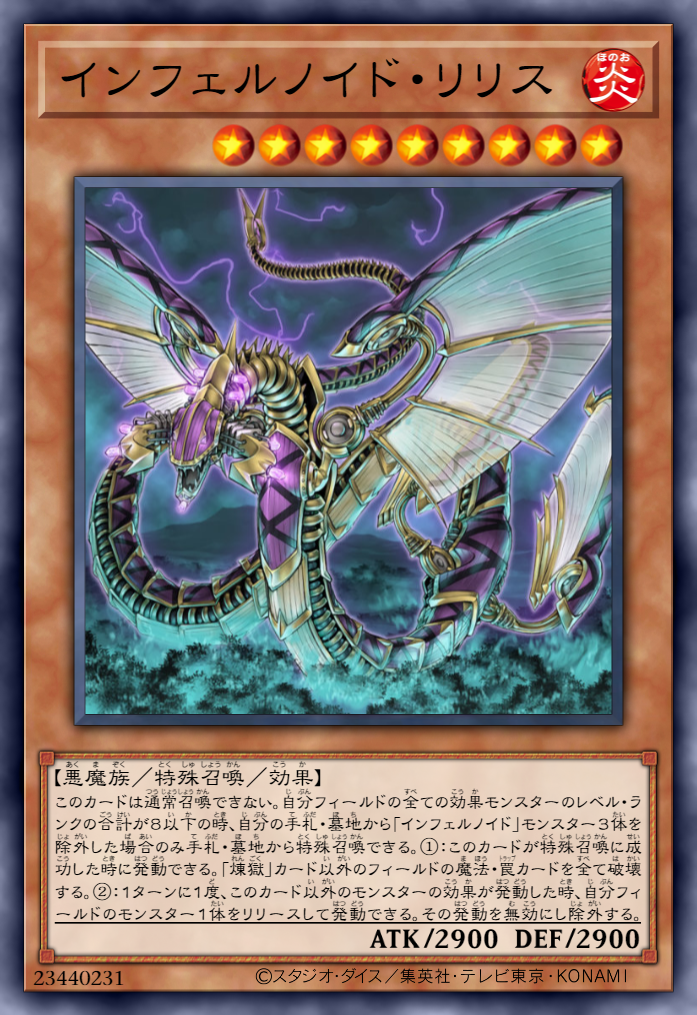 インフェルノイド・リリス
ほのお
炎
【悪魔族／特殊召喚／効果】
このカードは通常召喚できない。自分フィールドの全ての効果モンスターのレベル・ラ
ンクの合計が８以下の時、自分の手札・墓地から「インフェルノイド」モンスター３体を
除外した場合のみ手札・墓地から特殊召喚できる。①：このカードが特殊召喚に成
功した時に発動できる。「煉獄」カード以外のフィールドの魔法・罠カードを全て破壊
する。②：１ターンに１度、このカード以外のモンスターの効果が発動した時、自分フィ
ールドのモンスター１体をリリースして発動できる。その発動を無効にし除外する。
ATK/2900 DEF/2900
23440231
©スタジオ・ダイス／集英社・テレビ東京・KONAMI